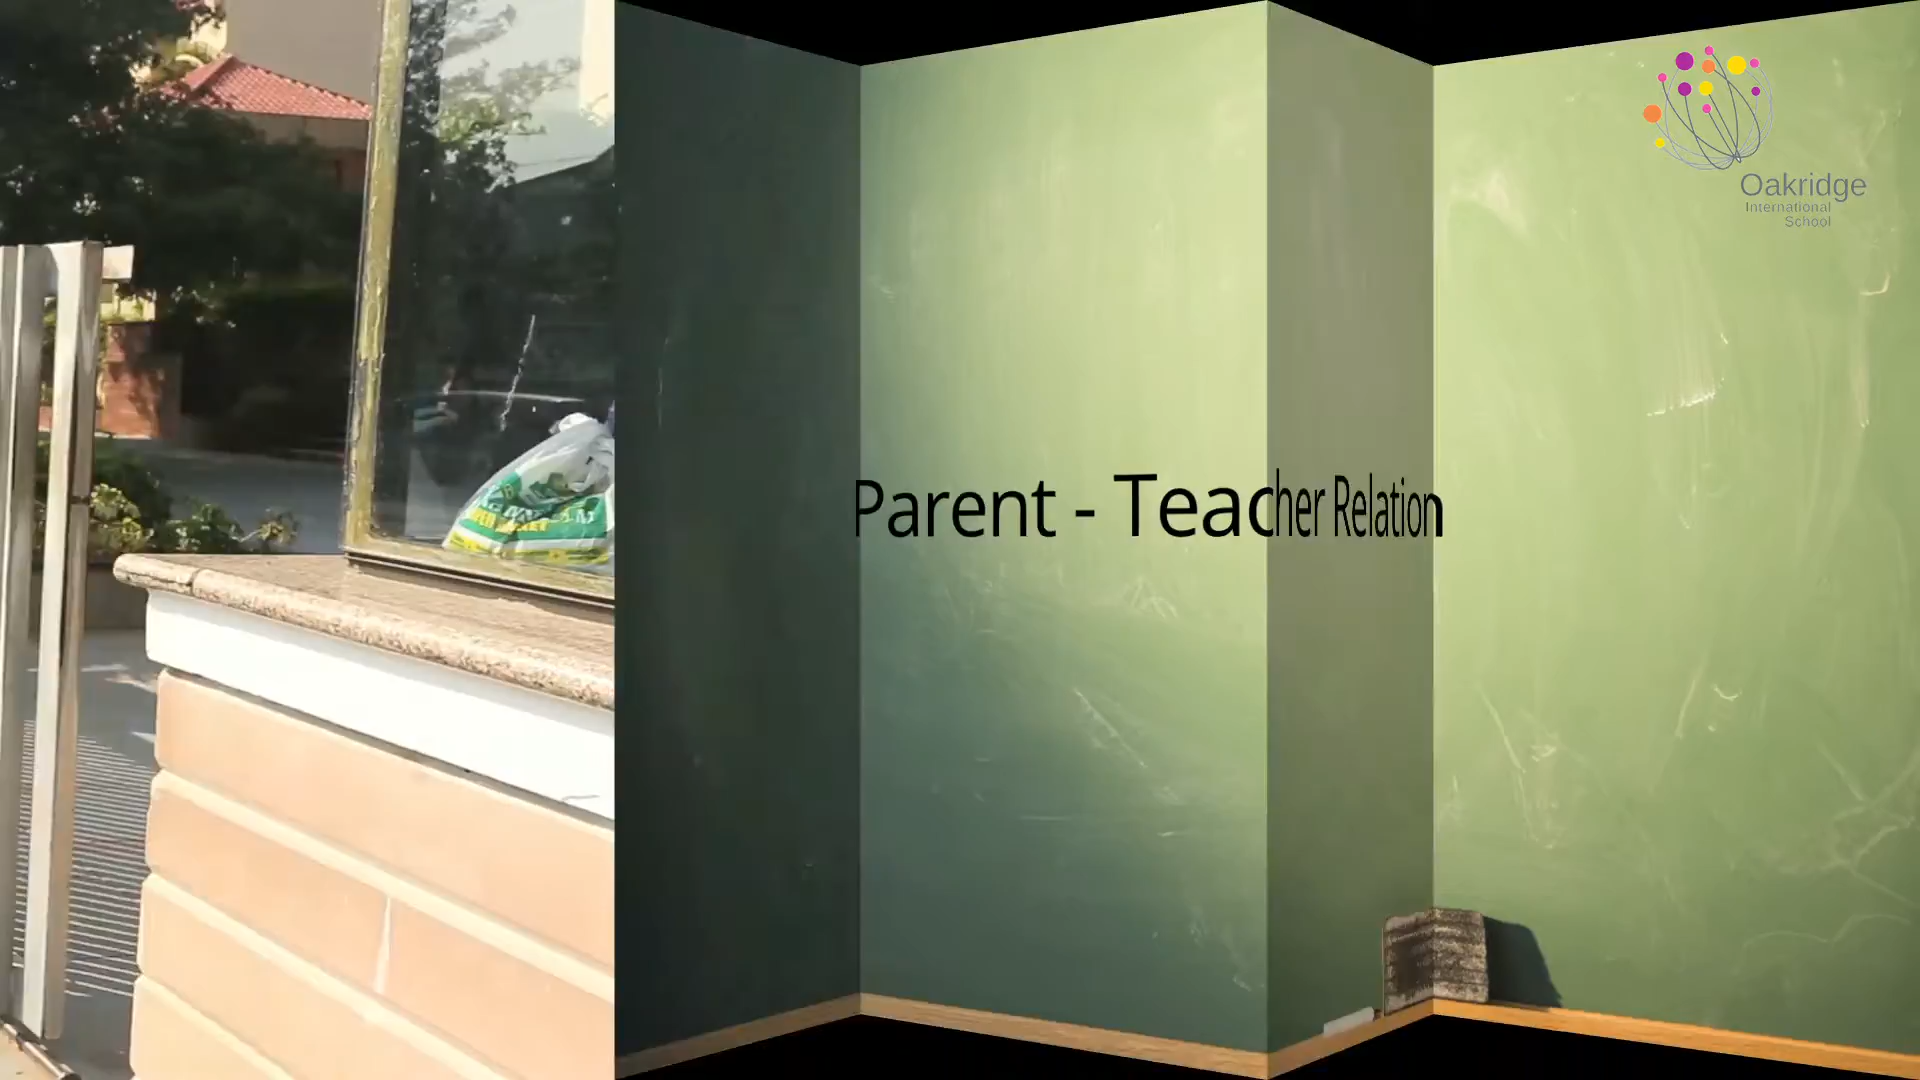 Oakridge
International
School
Parent - Teacher Relation